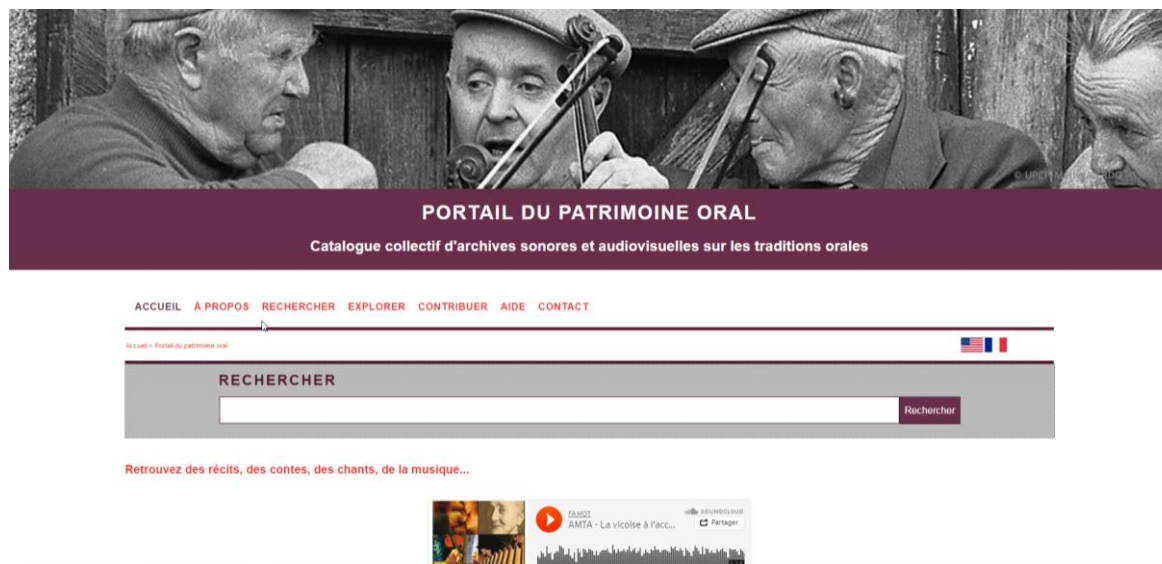 © UPCP
PORTAIL DU PATRIMOINE ORAL
Catalogue collectif d'archives sonores et audiovisuelles sur les traditions orales
ACCUEIL À PROPOS RECHERCHER EXPLORER CONTRIBUER AIDE CONTACT
Accueil » Portail du patrimoine oral
RECHERCHER
Rechercher
Retrouvez des récits, des contes, des chants, de la musique...
FAMDT
SOUNDCLOUD
AMTA - La vicoise à l'acc...
Partager